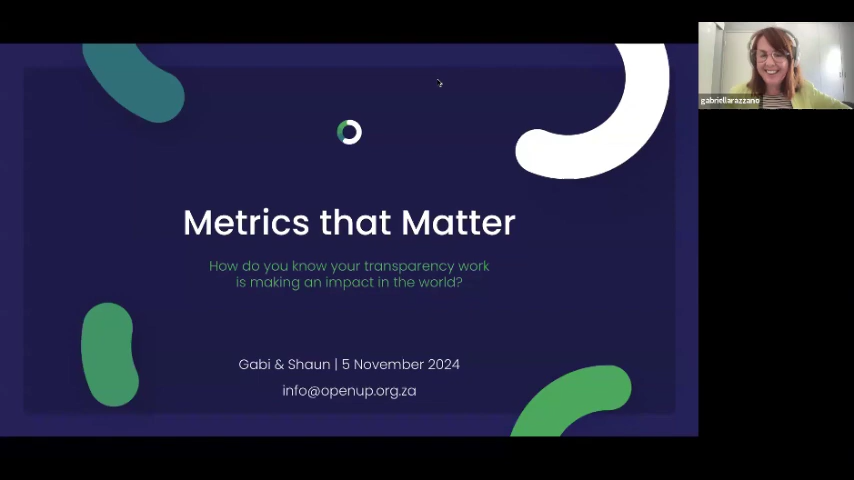 Metrics that Matter
How do you know your transparency work
is making an impact in the world?
Gabi & Shaun | 5 November 2024
info@openup.org.za
gabriellarazzano